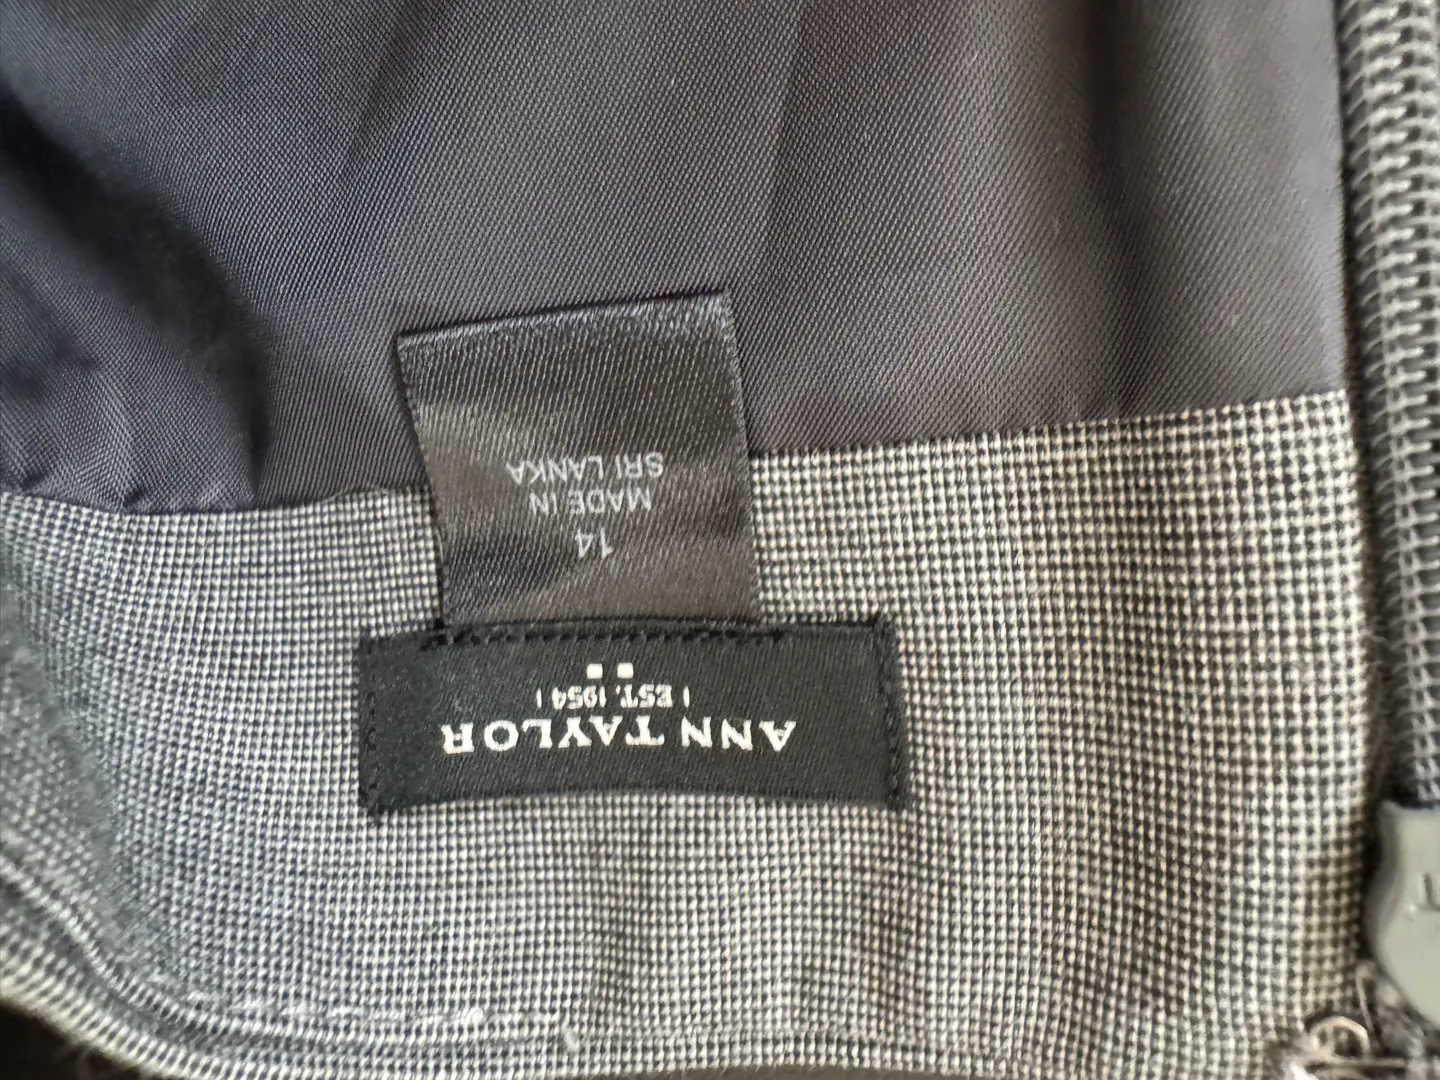 ANN TAYLOR
| EST. 1954 |
14
MADE IN
SRI LANKA